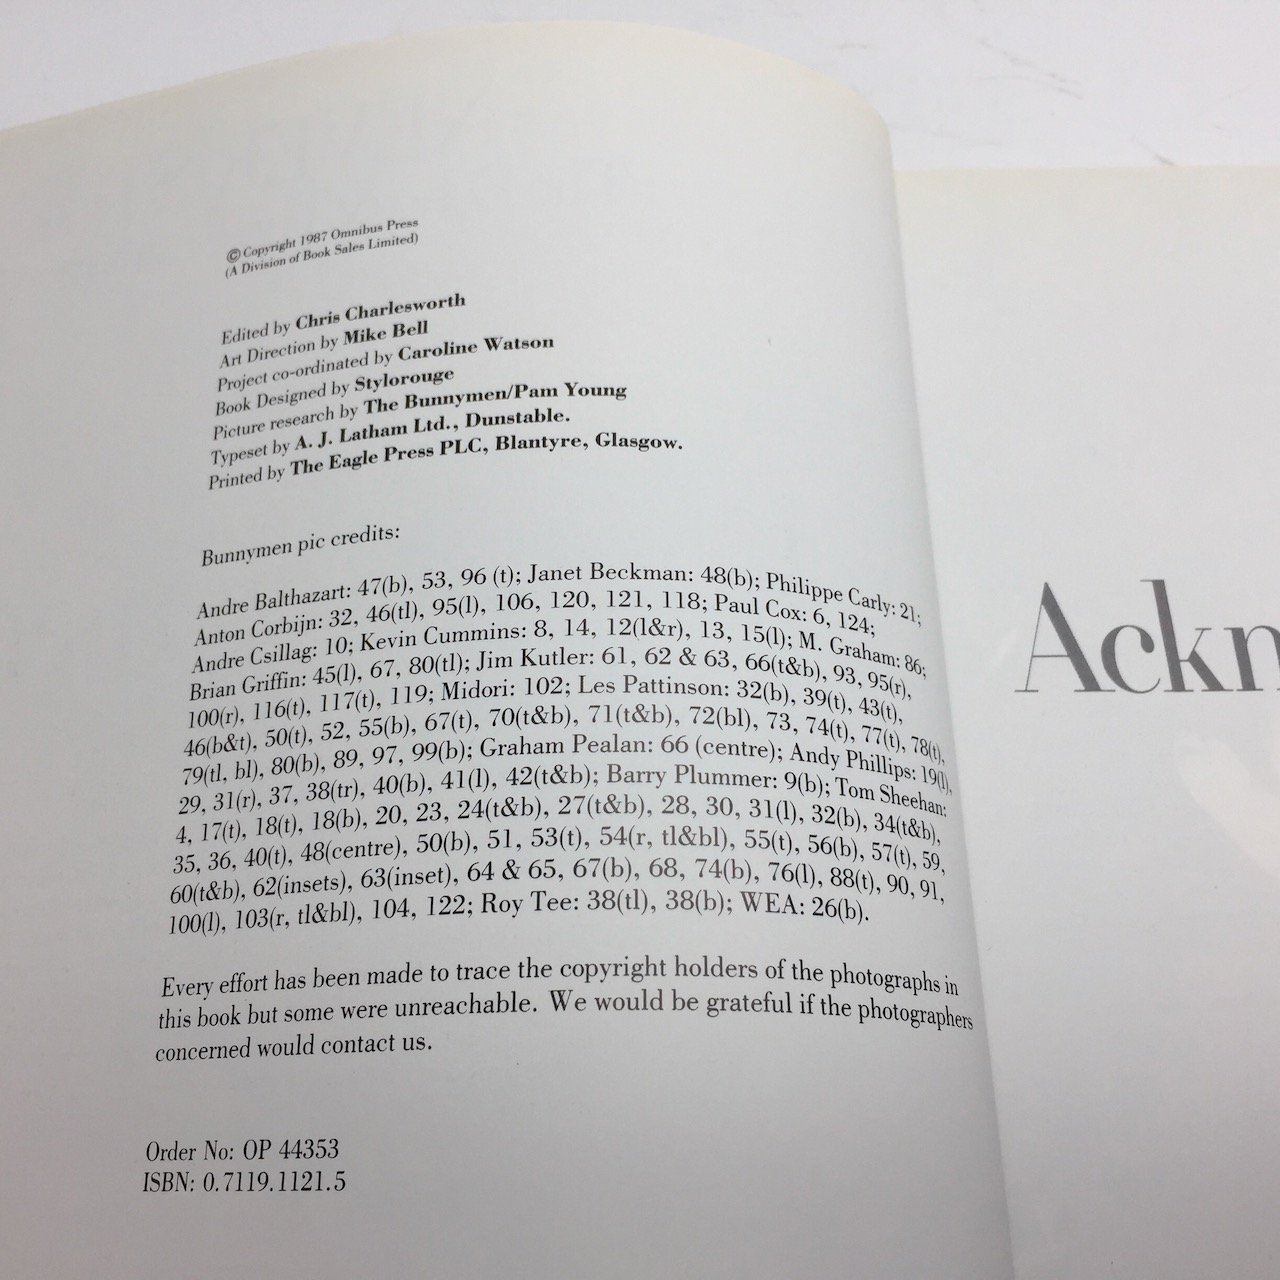 © Copyright 1987 Omnibus Press
(A Division of Book Sales Limited)
Edited by Chris Charlesworth
Art Direction by Mike Bell
Project co-ordinated by Caroline Watson
Book Designed by Stylorouge
Picture research by The Bunnymen/Pam Young
Typeset by A. J. Latham Ltd., Dunstable.
Printed by The Eagle Press PLC, Blantyre, Glasgow.
Bunnymen pic credits:
Andre Balthazart: 47(b), 53, 96 (t); Janet Beckman: 48(b); Philippe Carly: 21;
Anton Corbijn: 32, 46(tl), 95(l), 106, 120, 121, 118; Paul Cox: 6, 124;
Andre Csillag: 10; Kevin Cummins: 8, 14, 12(l&r), 13, 15(l); M. Graham: 86;
Brian Griffin: 45(l), 67, 80(tl); Jim Kutler: 61, 62 & 63, 66(t&b), 93, 95(r),
100(r), 116(t), 117(t), 119; Midori: 102; Les Pattinson: 32(b), 39(t), 43(t),
46(b&t), 50(t), 52, 55(b), 67(t), 70(t&b), 71(t&b), 72(bl), 73, 74(t), 77(t), 78(t),
79(tl, bl), 80(b), 89, 97, 99(b); Graham Pealan: 66 (centre); Andy Phillips: 19(l),
29, 31(r), 37, 38(tr), 40(b), 41(l), 42(t&b); Barry Plummer: 9(b); Tom Sheehan:
4, 17(t), 18(t), 18(b), 20, 23, 24(t&b), 27(t&b), 28, 30, 31(l), 32(b), 34(t&b),
35, 36, 40(t), 48(centre), 50(b), 51, 53(t), 54(r, tl&bl), 55(t), 56(b), 57(t), 59,
60(t&b), 62(insets), 63(inset), 64 & 65, 67(b), 68, 74(b), 76(l), 88(t), 90, 91,
100(l), 103(r, tl&bl), 104, 122; Roy Tee: 38(tl), 38(b); WEA: 26(b).
Every effort has been made to trace the copyright holders of the photographs in
this book but some were unreachable. We would be grateful if the photographers
concerned would contact us.
Order No: OP 44353
ISBN: 0.7119.1121.5
Ackn